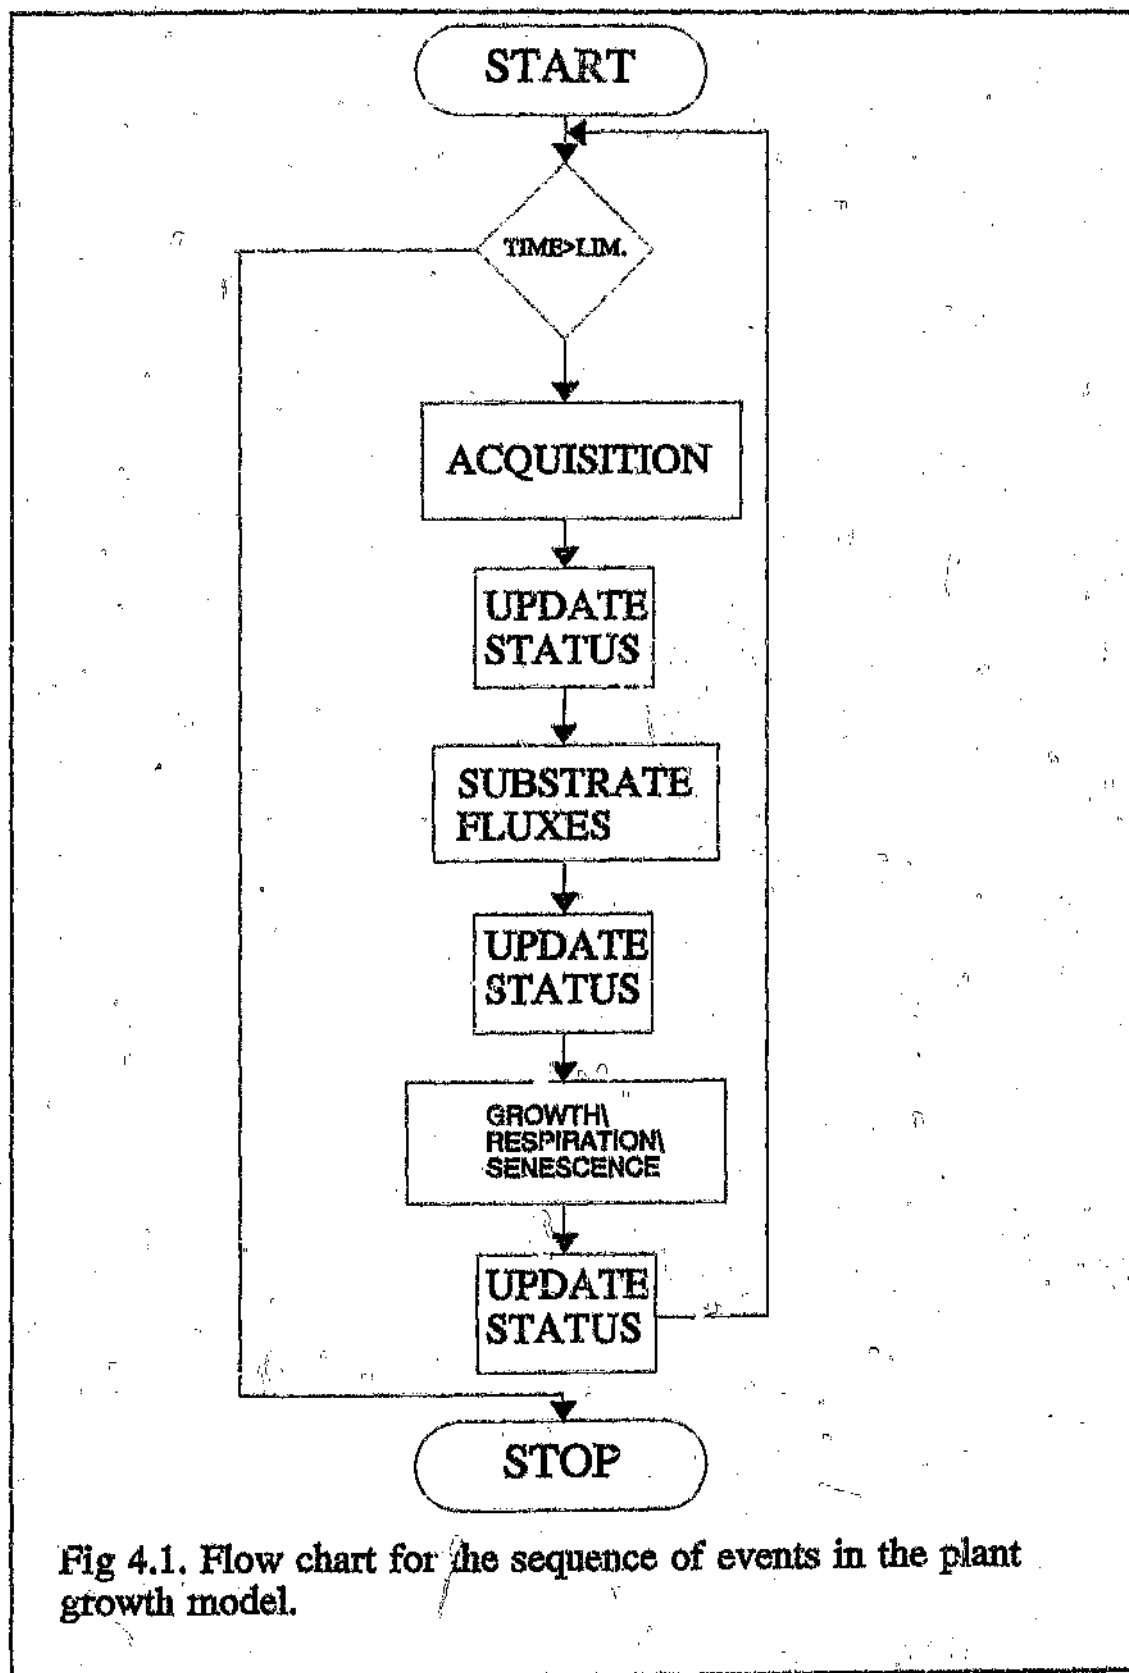 START
TIME>LIM.
ACQUISITION
UPDATE
STATUS
SUBSTRATE
FLUXES
UPDATE
STATUS
GROWTH\
RESPIRATION\
SENESCENCE
UPDATE
STATUS
STOP
Fig 4.1. Flow chart for the sequence of events in the plant
growth model.